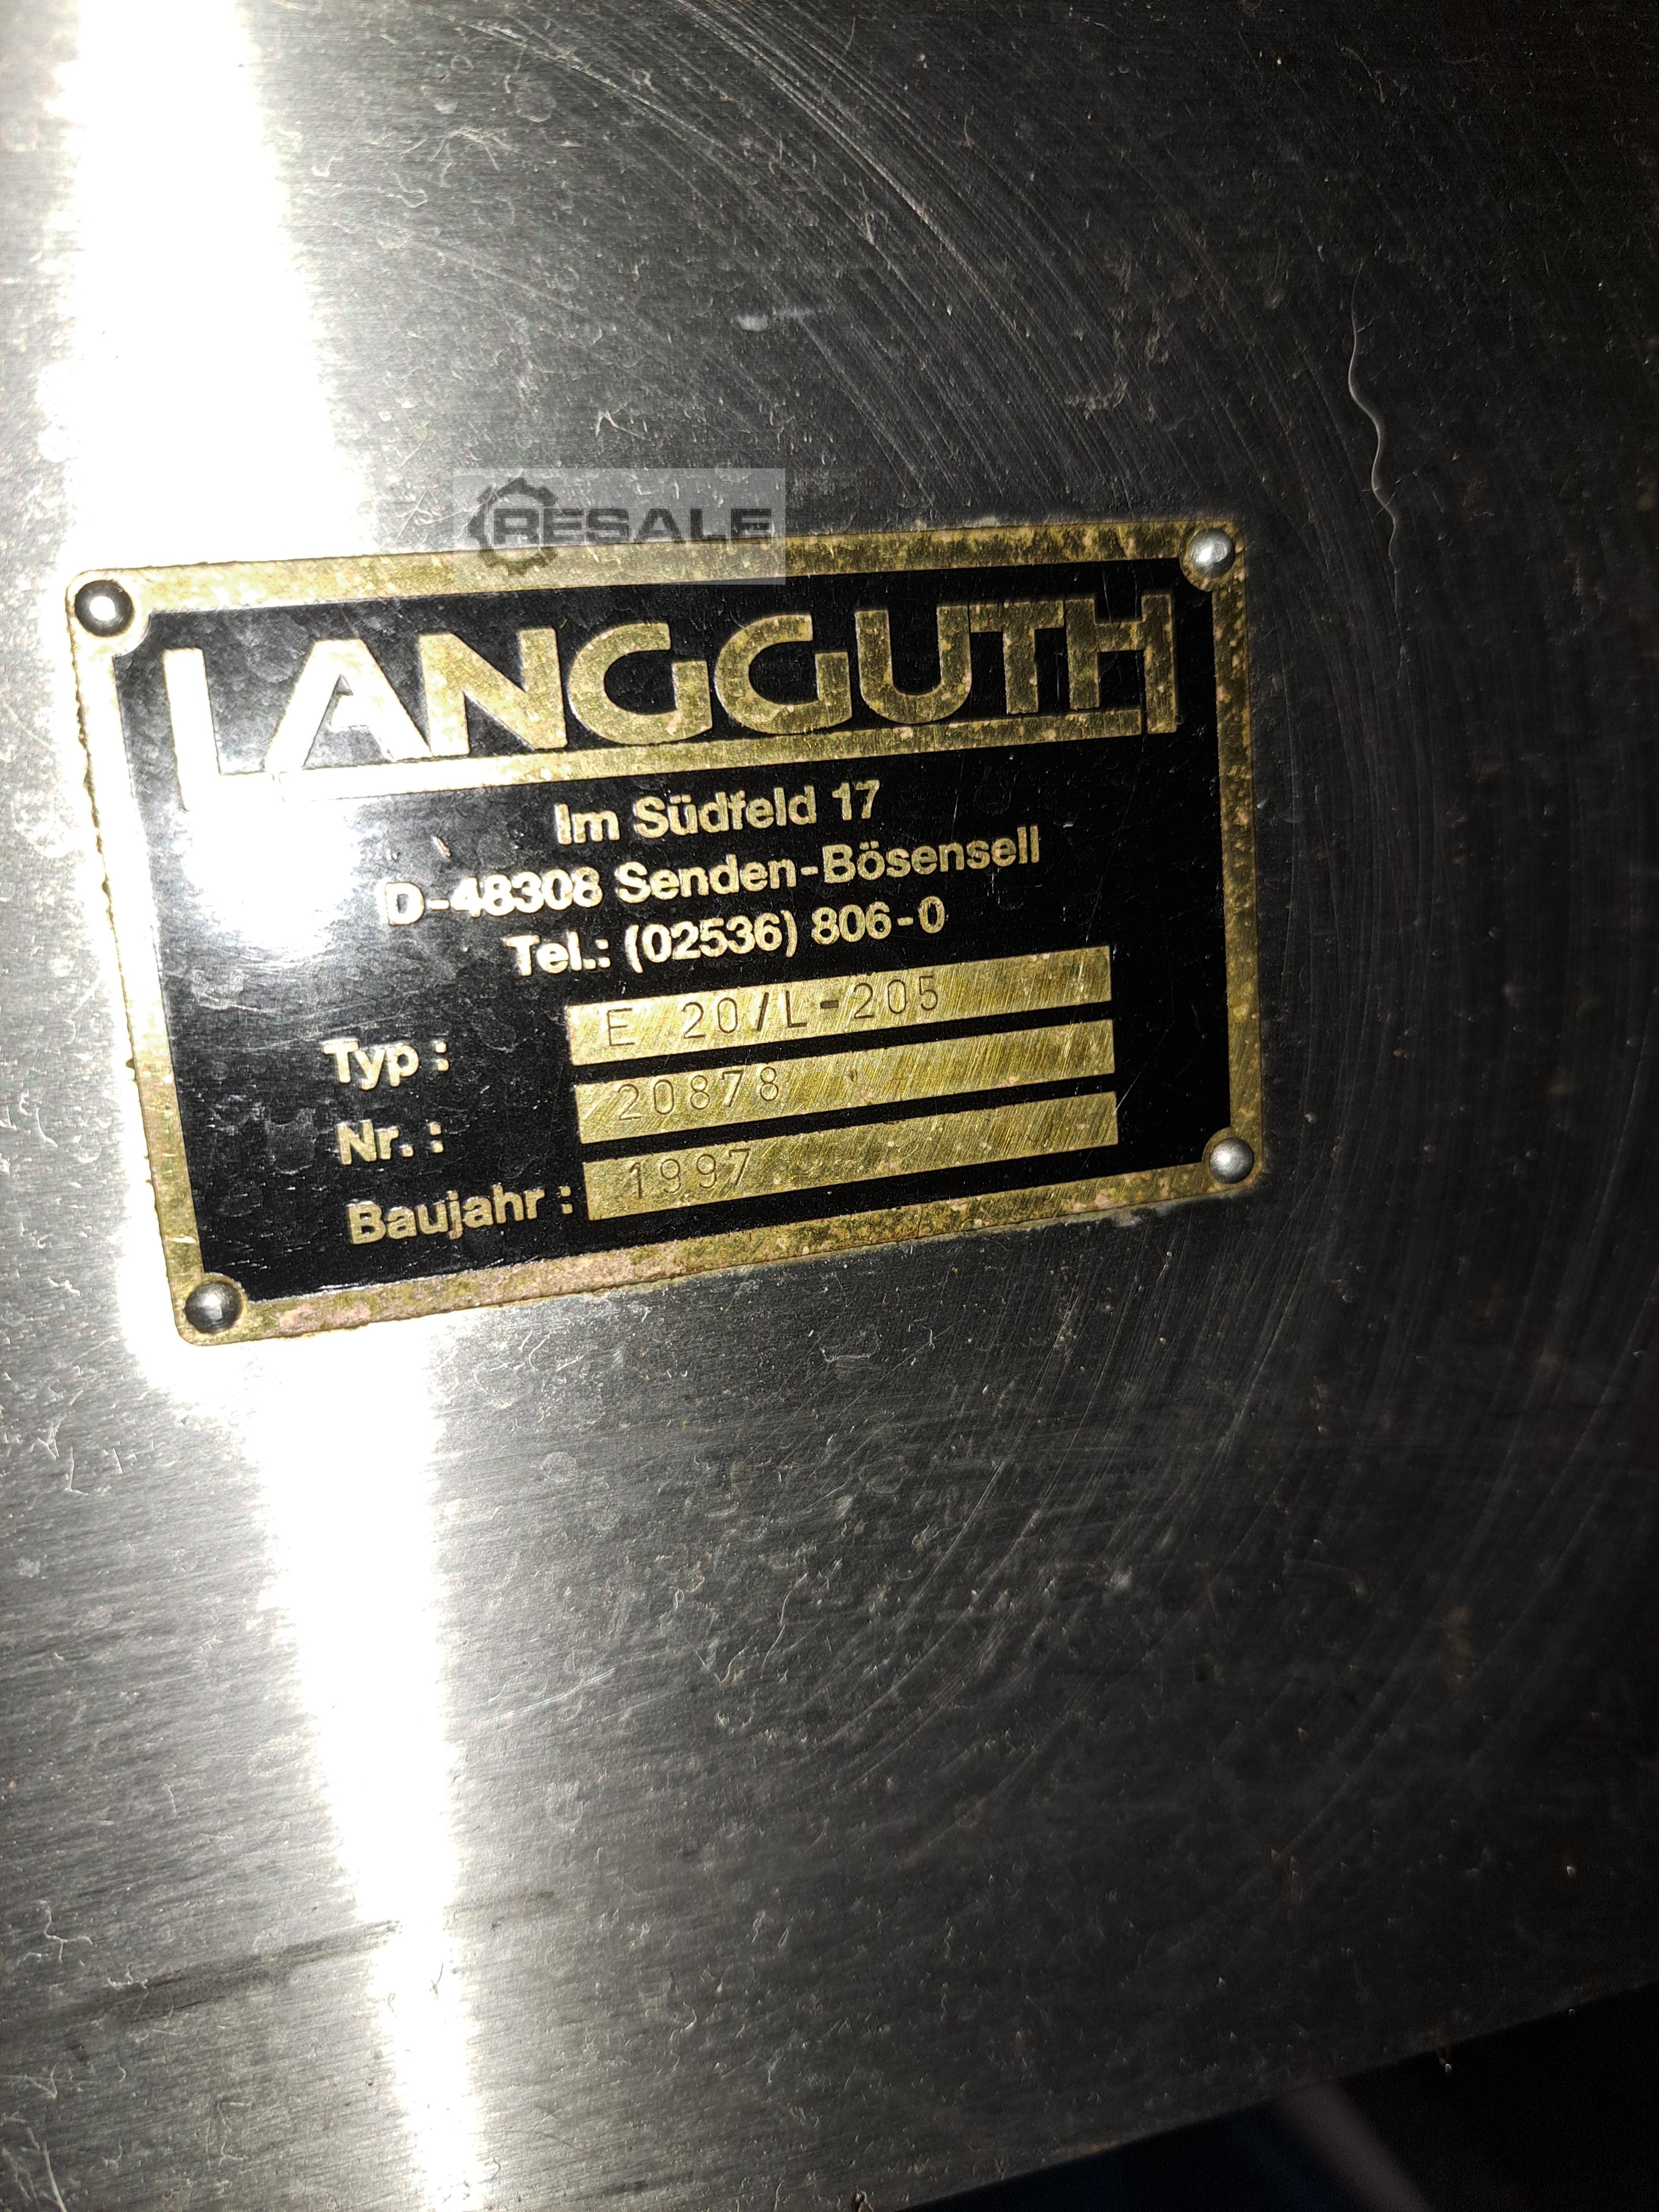 RESALE
LANGGUTH
Im Südfeld 17
D-48308 Senden-Bösensell
Tel.: (02536) 806-0
Typ: E 20/L-205
Nr.: 20878
Baujahr: 1997